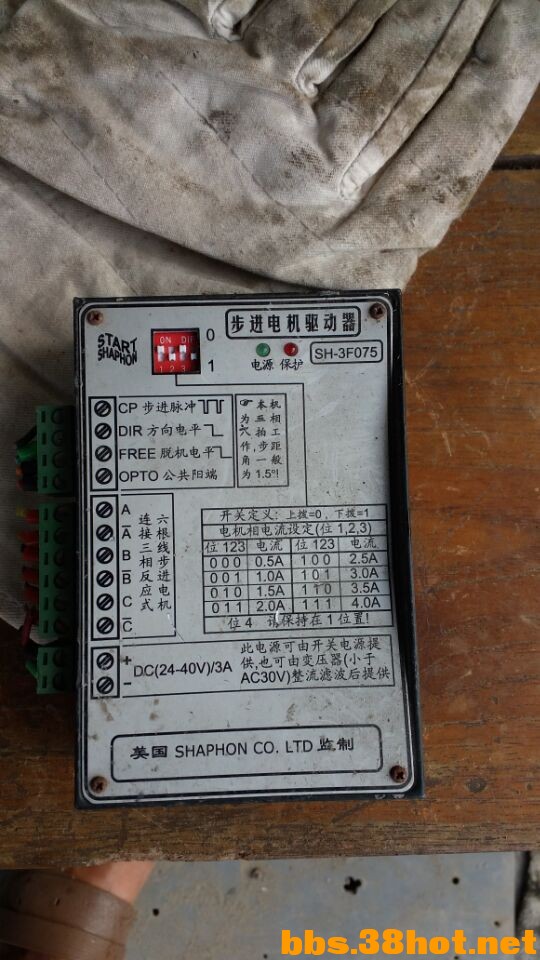 START
SHAPHON
ON DI
1 2 3
0
1
步进电机驱动器
电源 保护
SH-3F075
CP 步进脉冲
DIR 方向电平
FREE 脱机电平
OPTO 公共阳端
☞本机
为三相
六拍工
作,步距
角一般
为1.5°!
A
A̅
B
B̅
C
C̅
连接三相反应式
六根线步进电机
开关定义: 上拨=0 、下拨=1
电机相电流设定(位1,2,3)
位123 电流 位123 电流
000 0.5A 100 2.5A
001 1.0A 101 3.0A
010 1.5A 110 3.5A
011 2.0A 111 4.0A
位 4 请保持在 1 位置!
+
−
DC(24-40V)/3A
此电源可由开关电源提
供,也可由变压器(小于
AC30V)整流滤波后提供
美国 SHAPHON CO. LTD 监制
bbs.38hot.net